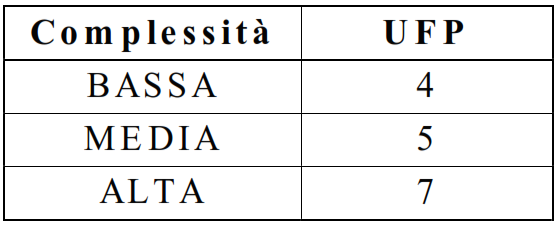 Complessità UFP
BASSA 4
MEDIA 5
ALTA 7